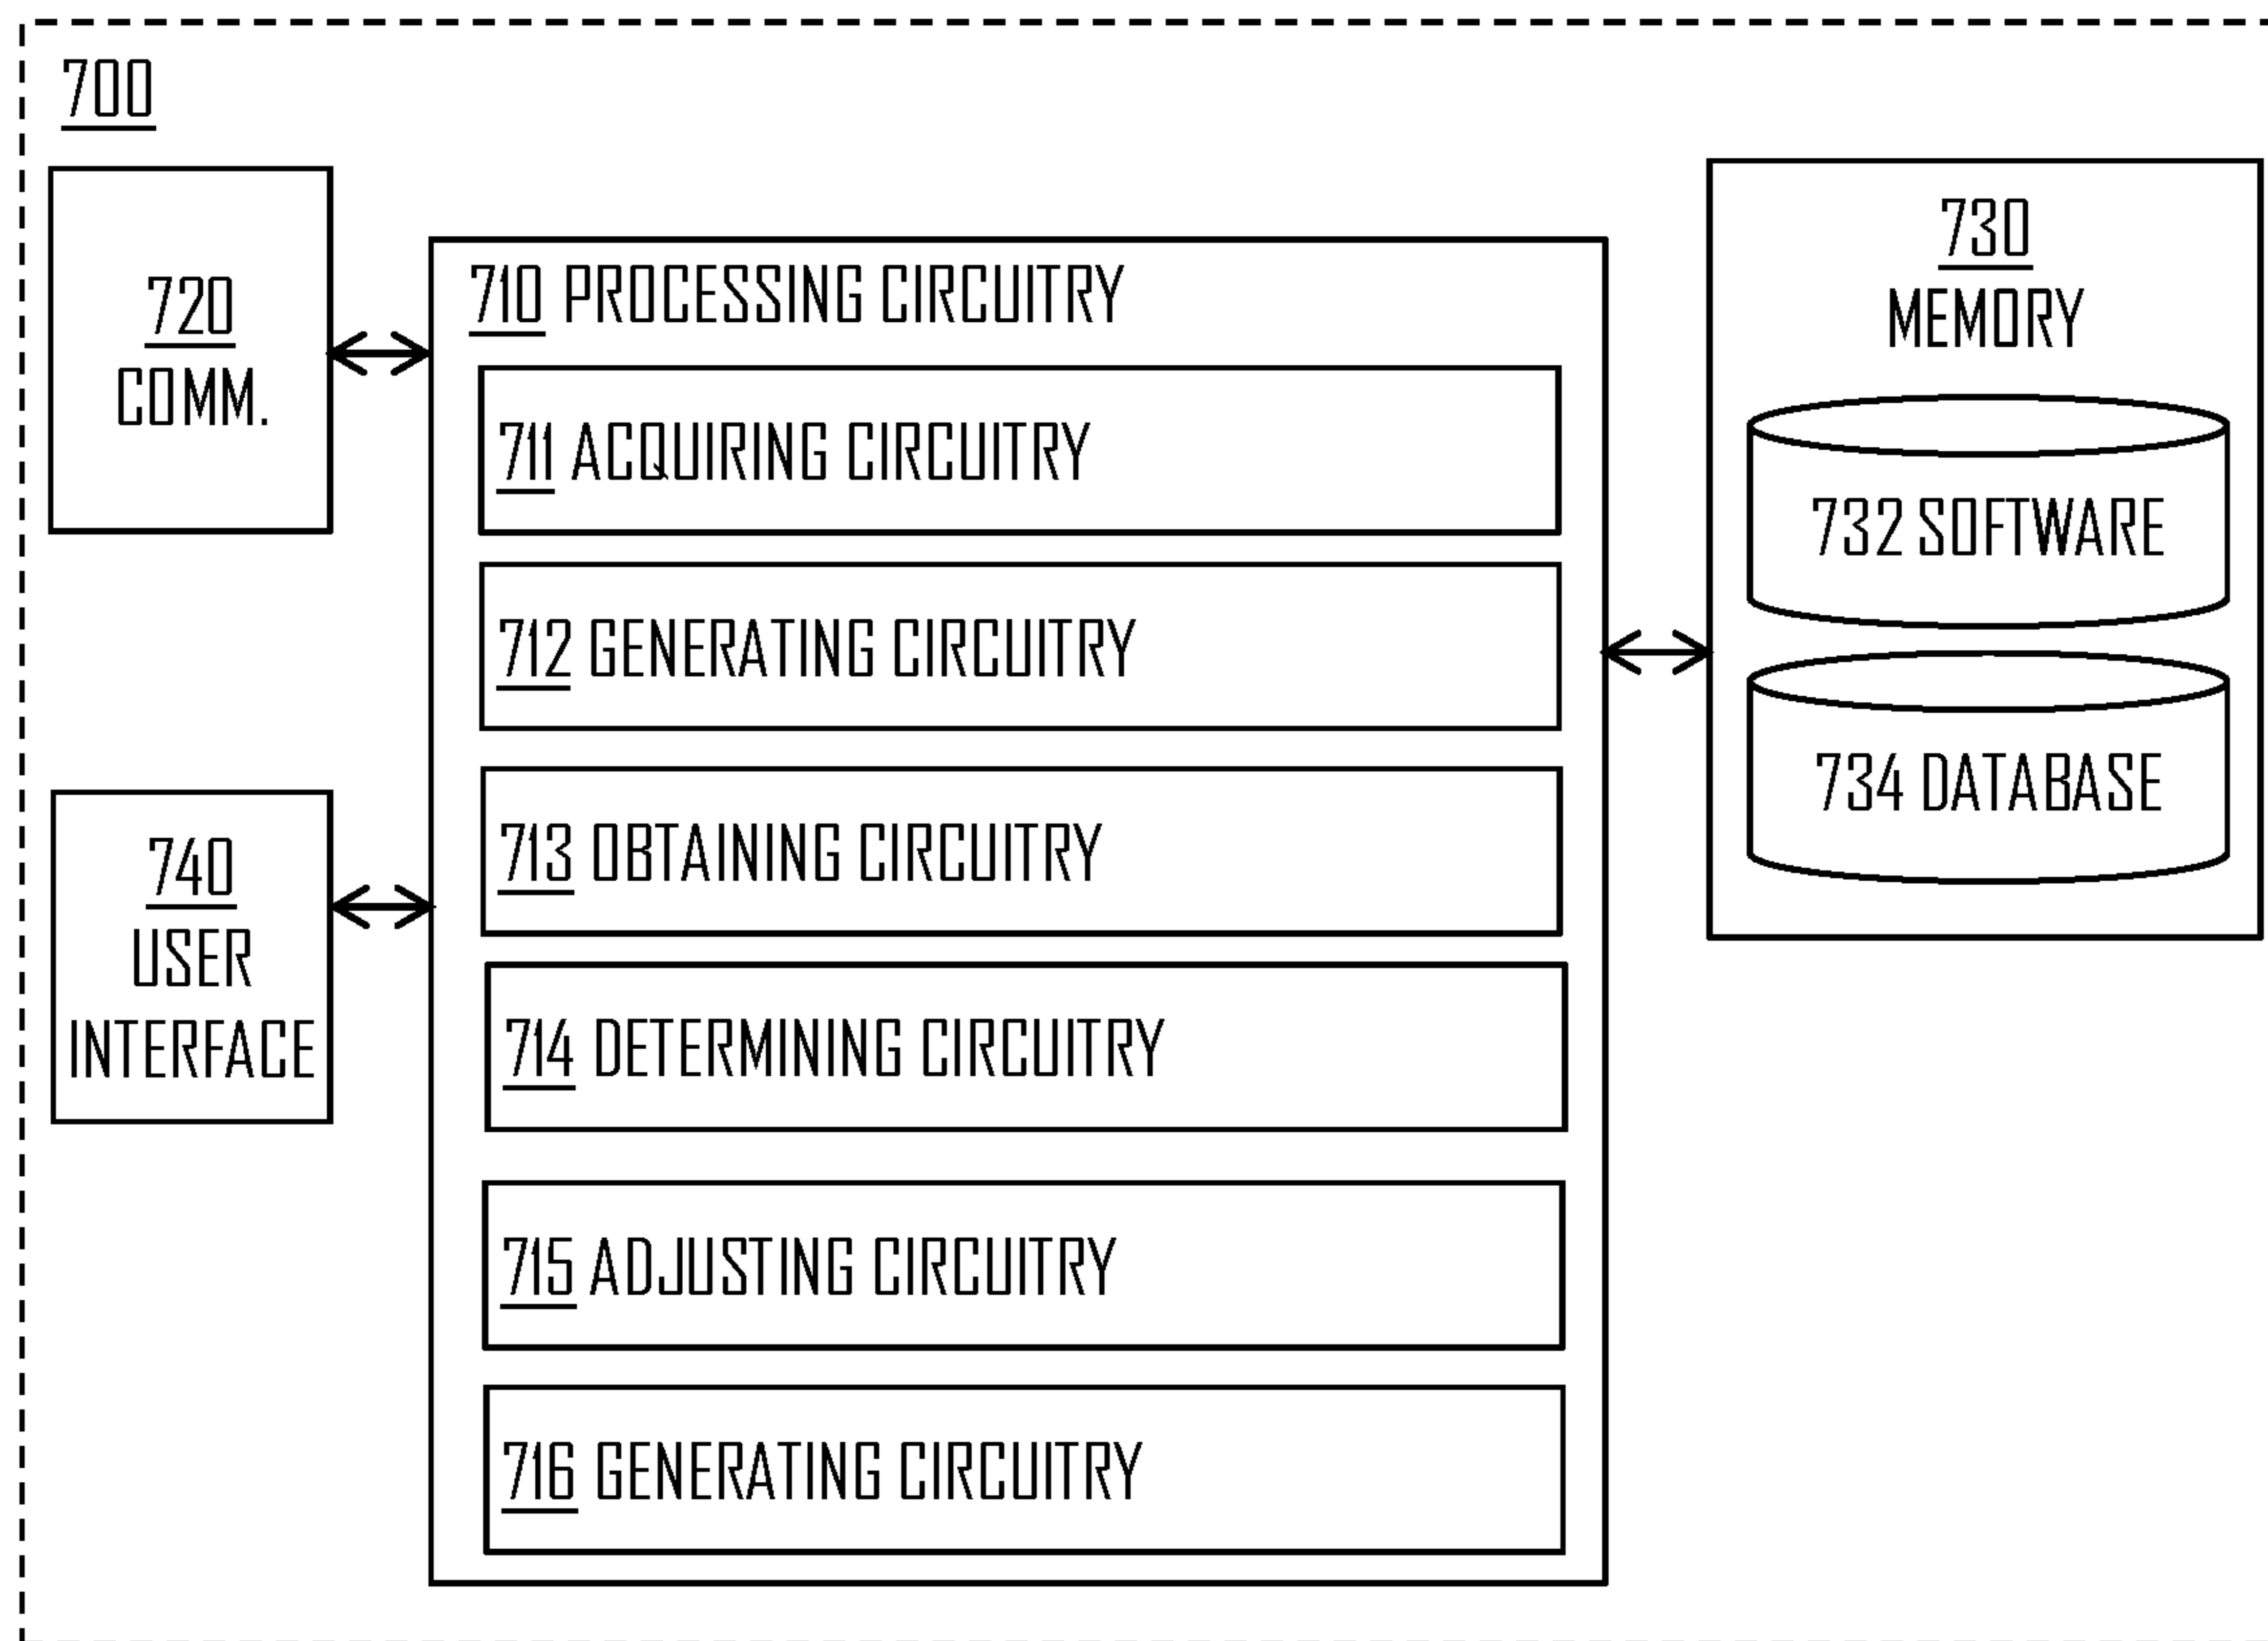 700
720
COMM.
740
USER
INTERFACE
710 PROCESSING CIRCUITRY
711 ACQUIRING CIRCUITRY
712 GENERATING CIRCUITRY
713 OBTAINING CIRCUITRY
714 DETERMINING CIRCUITRY
715 ADJUSTING CIRCUITRY
716 GENERATING CIRCUITRY
730
MEMORY
732 SOFTWARE
734 DATABASE